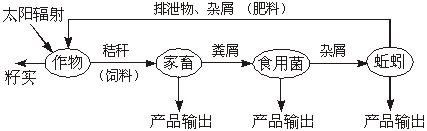 太阳辐射
排泄物、杂屑 （肥料）
作物
秸秆
（饲料）
家畜
粪屑
食用菌
杂屑
蚯蚓
籽实
产品输出
产品输出
产品输出